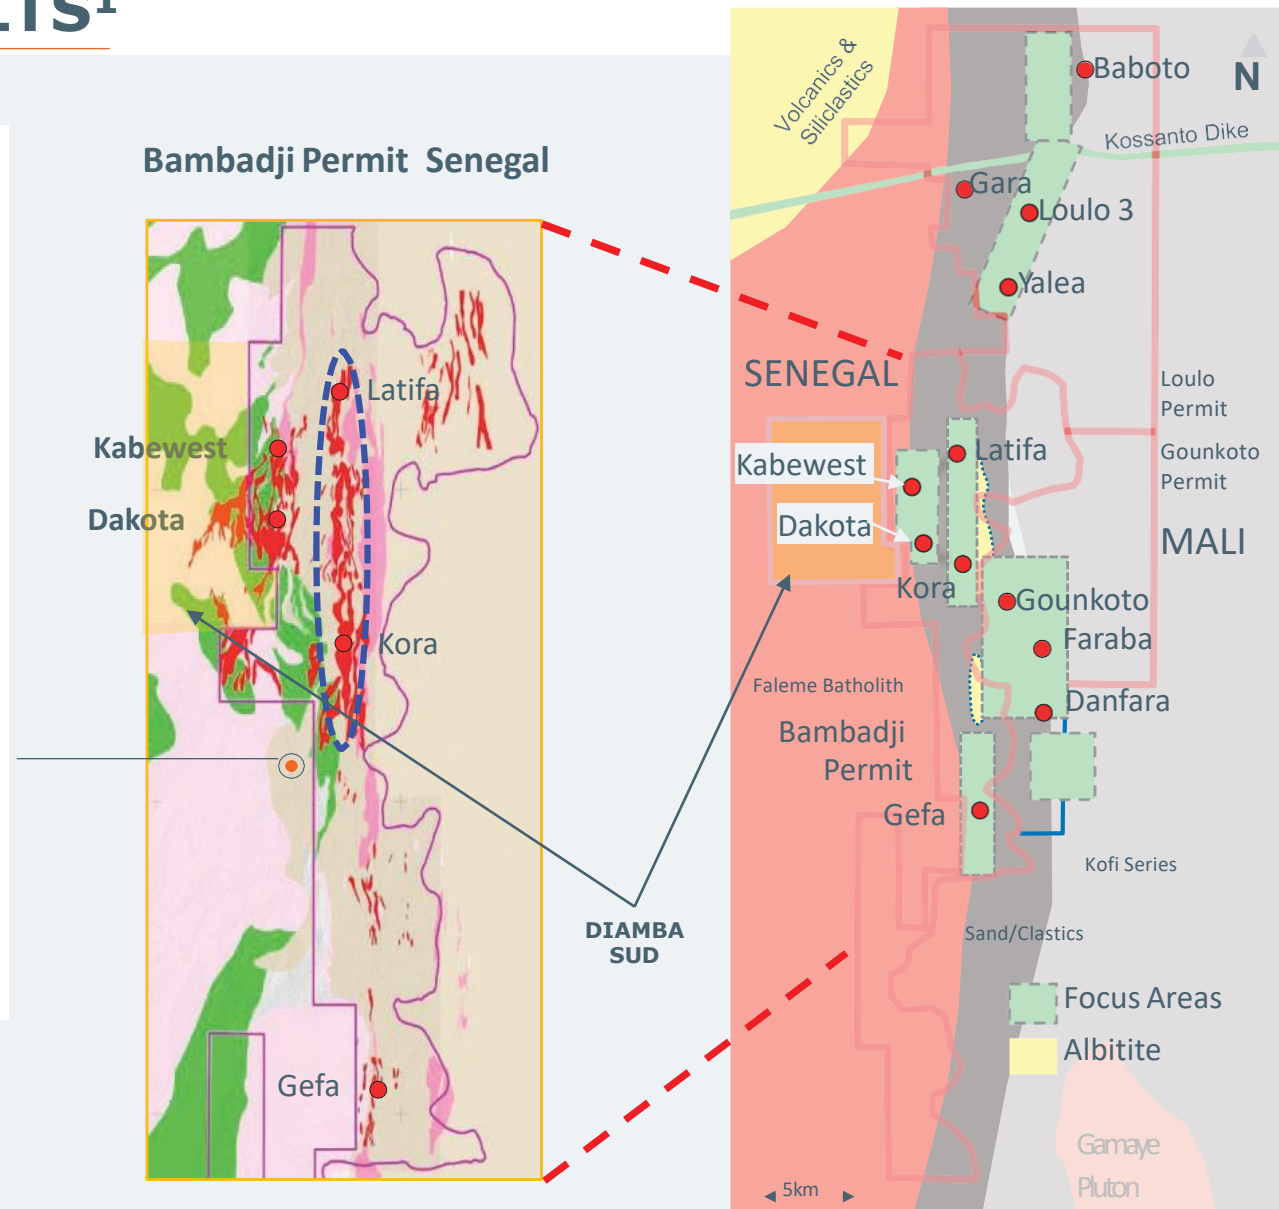 Bambadji Permit Senegal
Latifa
Kabewest
Dakota
Kora
Gefa
DIAMBA
SUD
Volcanics &
Siliclastics
Baboto
N
Kossanto Dike
Gara
Loulo 3
Yalea
SENEGAL
Loulo
Permit
Gounkoto
Permit
MALI
Latifa
Kabewest
Dakota
Kora
Gounkoto
Faraba
Danfara
Faleme Batholith
Bambadji
Permit
Gefa
Kofi Series
Sand/Clastics
Focus Areas
Albitite
Gamaye
Pluton
5km